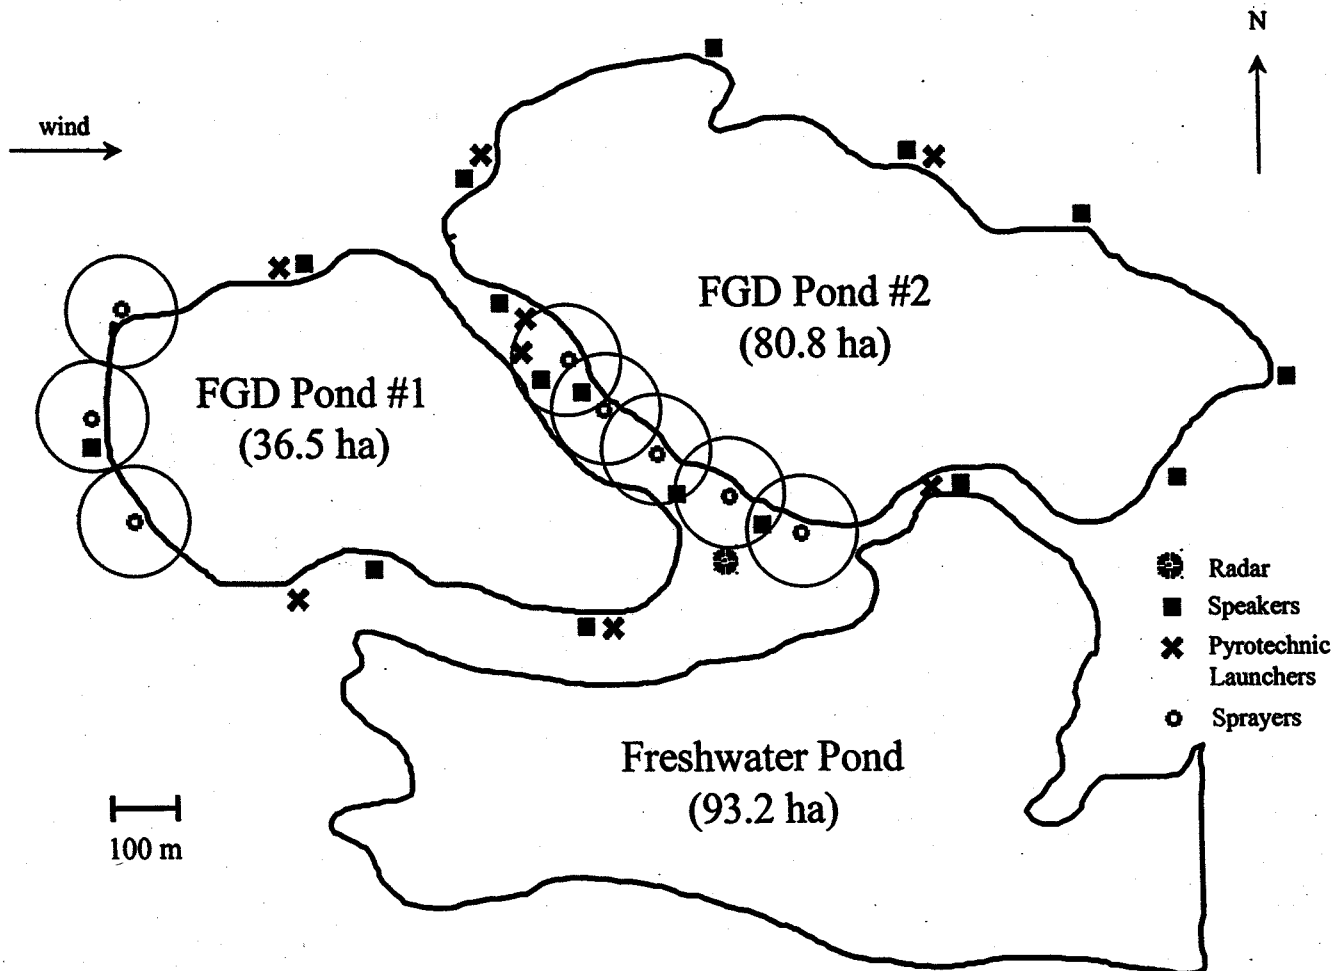 N
wind
FGD Pond #2
(80.8 ha)
FGD Pond #1
(36.5 ha)
Radar
Speakers
Pyrotechnic
Launchers
Sprayers
Freshwater Pond
(93.2 ha)
100 m